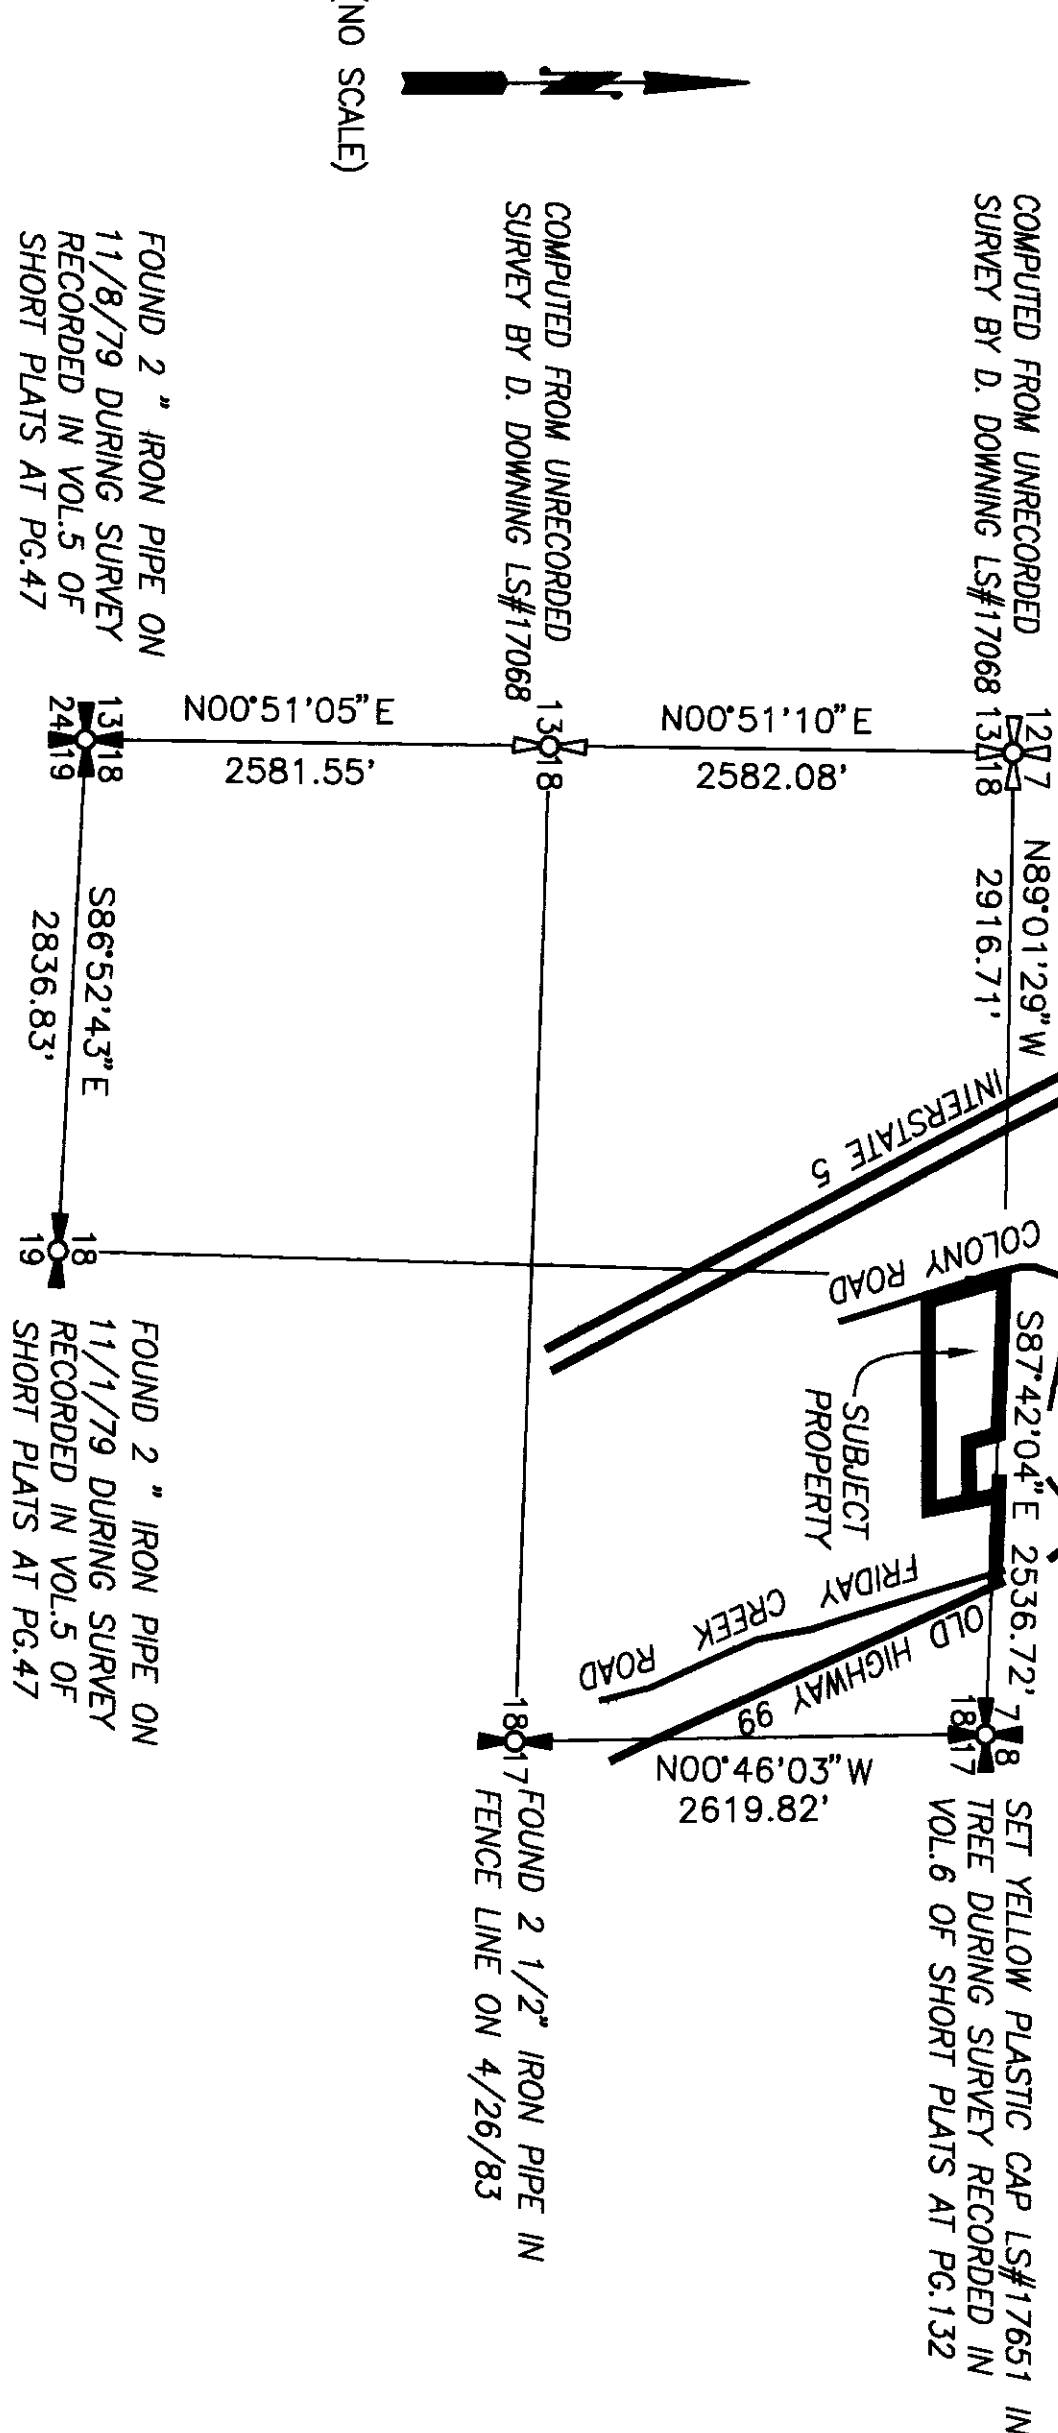 (NO SCALE)
COMPUTED FROM UNRECORDED
SURVEY BY D. DOWNING LS#17068
12 7
13 18
N89°01'29"W
2916.71'
INTERSTATE 5
COLONY ROAD
S87°42'04"E 2536.72'
SUBJECT
PROPERTY
FRIDAY CREEK ROAD
OLD HIGHWAY 99
7 8
18 17
SET YELLOW PLASTIC CAP LS#17651 IN
TREE DURING SURVEY RECORDED IN
VOL.6 OF SHORT PLATS AT PG.132
N00°51'10"E
2582.08'
N00°46'03"W
2619.82'
COMPUTED FROM UNRECORDED
SURVEY BY D. DOWNING LS#17068
13 18
18 17
FOUND 2 1/2" IRON PIPE IN
FENCE LINE ON 4/26/83
N00°51'05"E
2581.55'
FOUND 2 " IRON PIPE ON
11/8/79 DURING SURVEY
RECORDED IN VOL.5 OF
SHORT PLATS AT PG.47
13 18
24 19
S86°52'43"E
2836.83'
18
19
FOUND 2 " IRON PIPE ON
11/1/79 DURING SURVEY
RECORDED IN VOL.5 OF
SHORT PLATS AT PG.47